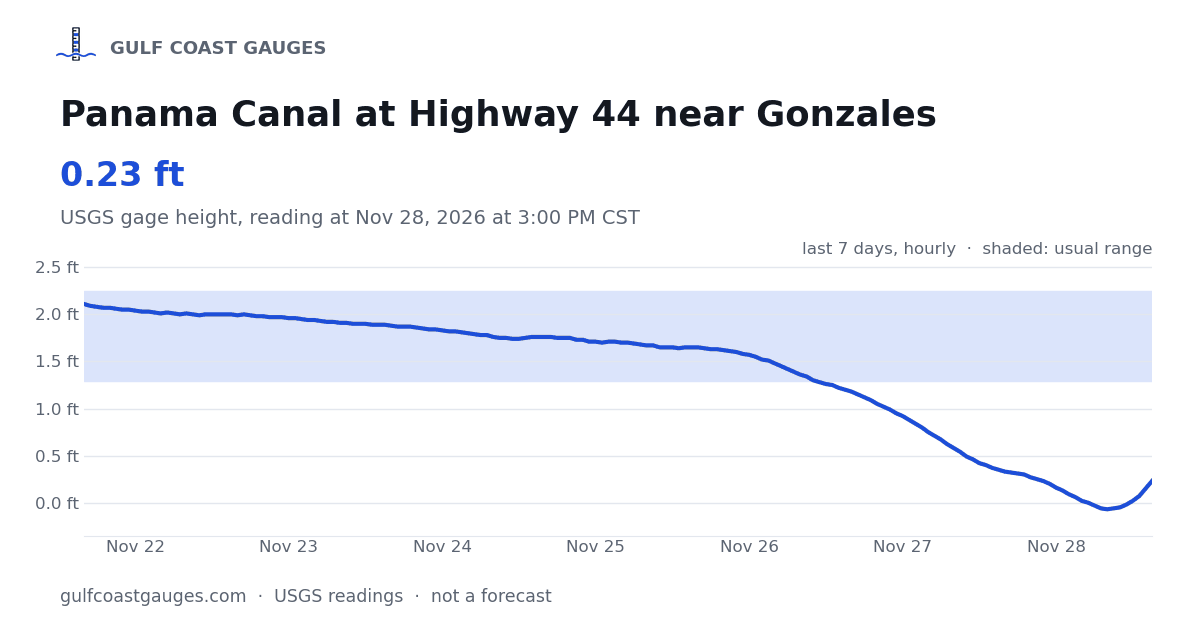 GULF COAST GAUGES
Panama Canal at Highway 44 near Gonzales
0.23 ft
USGS gage height, reading at Nov 28, 2026 at 3:00 PM CST
last 7 days, hourly · shaded: usual range
2.5 ft
2.0 ft
1.5 ft
1.0 ft
0.5 ft
0.0 ft
Nov 22 Nov 23 Nov 24 Nov 25 Nov 26 Nov 27 Nov 28
gulfcoastgauges.com · USGS readings · not a forecast